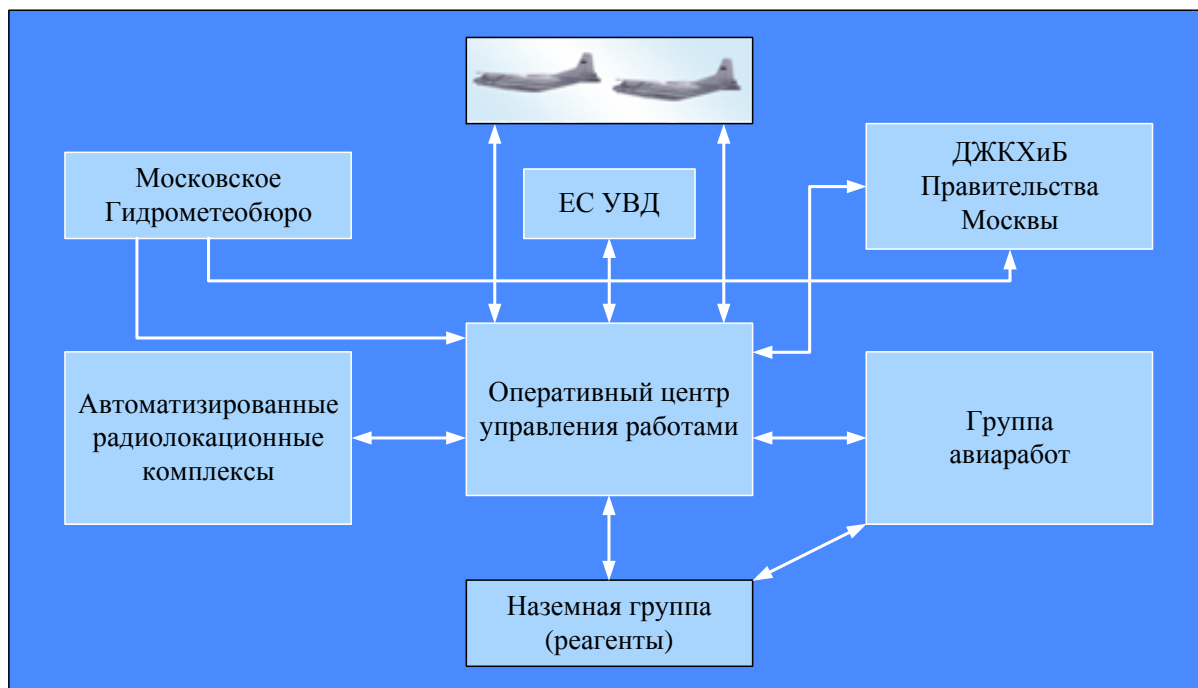 Московское
Гидрометеобюро
ЕС УВД
ДЖКХиБ
Правительства
Москвы
Автоматизированные
радиолокационные
комплексы
Оперативный центр
управления работами
Группа
авиаработ
Наземная группа
(реагенты)